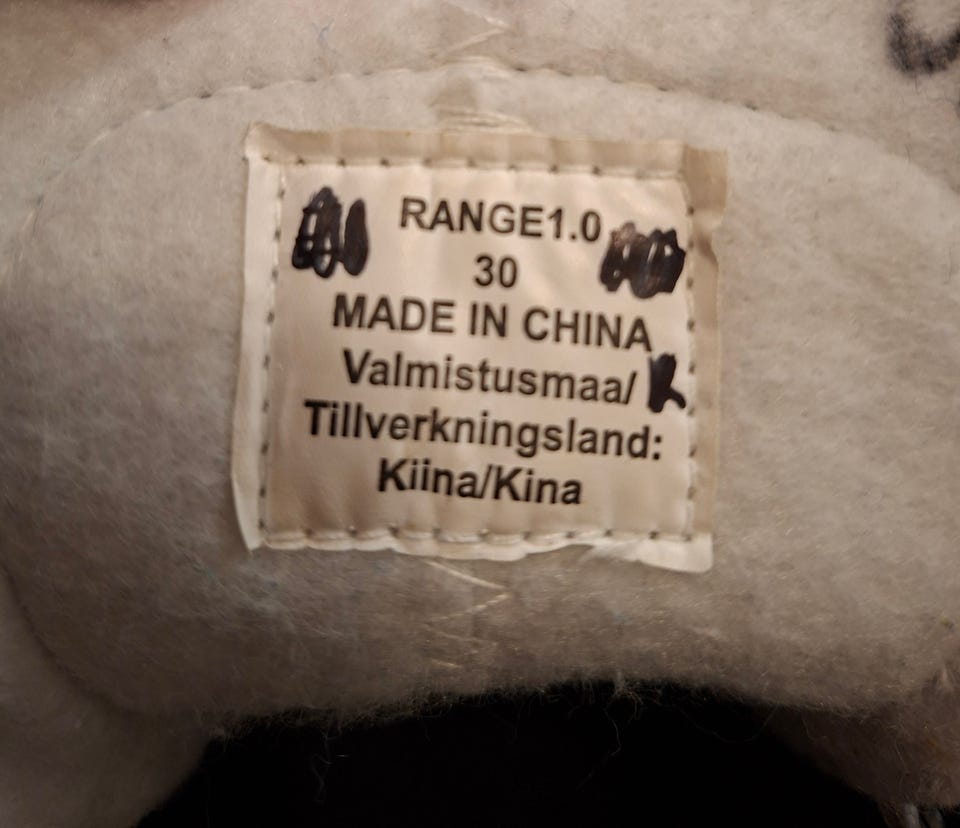 RANGE1.0
30
MADE IN CHINA
Valmistusmaa/
Tillverkningsland:
Kiina/Kina